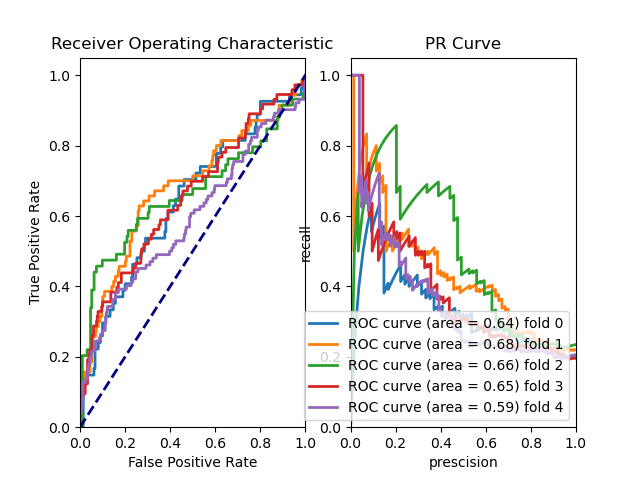 Receiver Operating Characteristic
PR Curve
1.0
0.8
0.6
0.4
0.2
0.0
True Positive Rate
0.0 0.2 0.4 0.6 0.8 1.0
False Positive Rate
1.0
0.8
0.6
0.4
0.2
0.0
recall
ROC curve (area = 0.64) fold 0
ROC curve (area = 0.68) fold 1
ROC curve (area = 0.66) fold 2
ROC curve (area = 0.65) fold 3
ROC curve (area = 0.59) fold 4
0.0 0.2 0.4 0.6 0.8 1.0
prescision